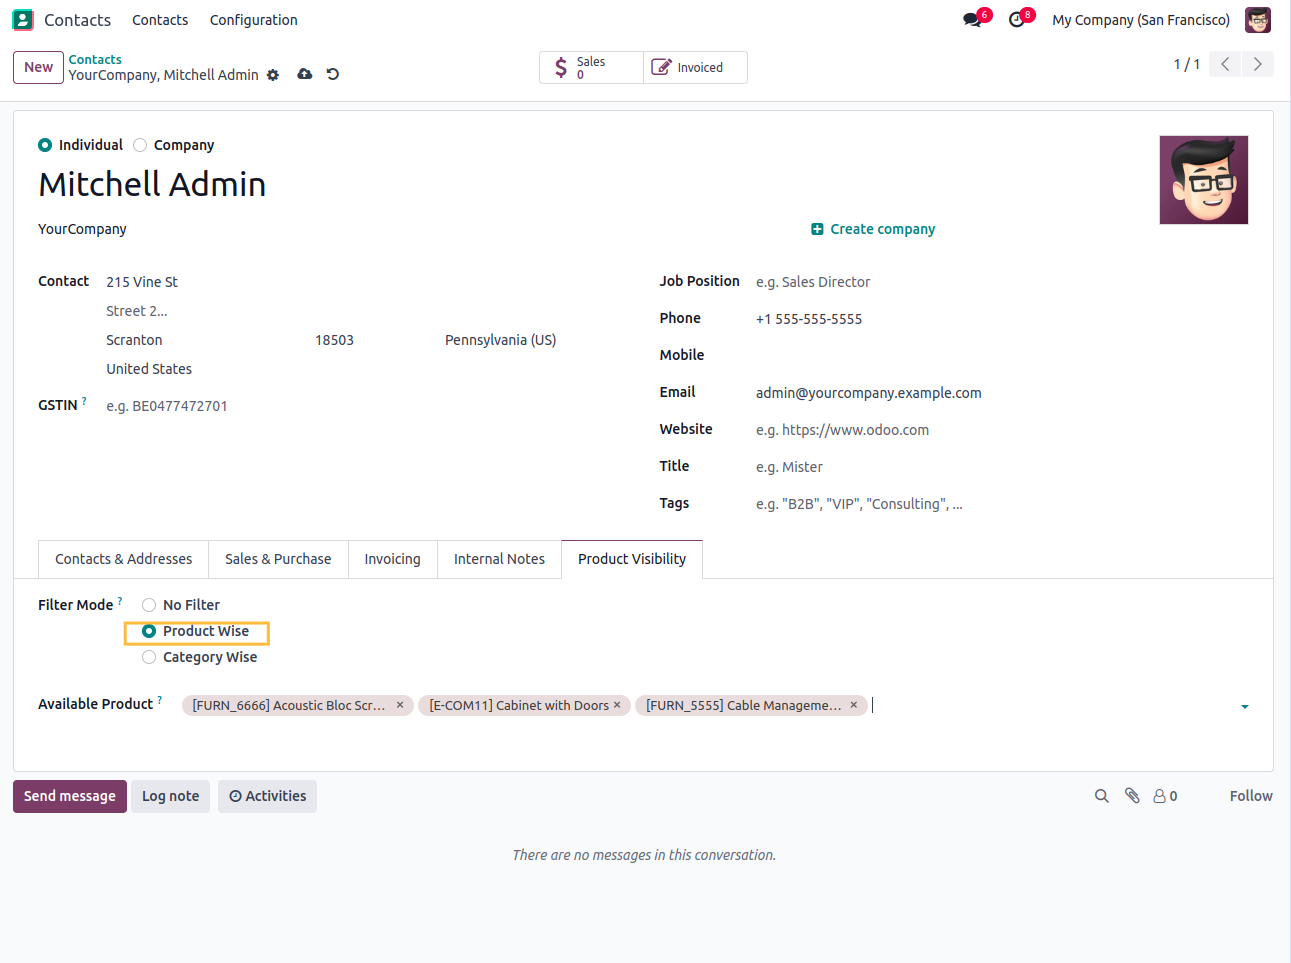 Contacts Contacts Configuration 6 8 My Company (San Francisco)
New Contacts
YourCompany, Mitchell Admin
Sales
0
Invoiced
1 / 1
Individual Company
Mitchell Admin
YourCompany
Create company
Contact 215 Vine St
Street 2...
Scranton 18503 Pennsylvania (US)
United States
GSTIN ? e.g. BE0477472701
Job Position e.g. Sales Director
Phone +1 555-555-5555
Mobile
Email admin@yourcompany.example.com
Website e.g. https://www.odoo.com
Title e.g. Mister
Tags e.g. "B2B", "VIP", "Consulting", ...
Contacts & Addresses Sales & Purchase Invoicing Internal Notes Product Visibility
Filter Mode ? No Filter
Product Wise
Category Wise
Available Product ? [FURN_6666] Acoustic Bloc Scr... × [E-COM11] Cabinet with Doors × [FURN_5555] Cable Manageme... ×
Send message Log note Activities 0 Follow
There are no messages in this conversation.